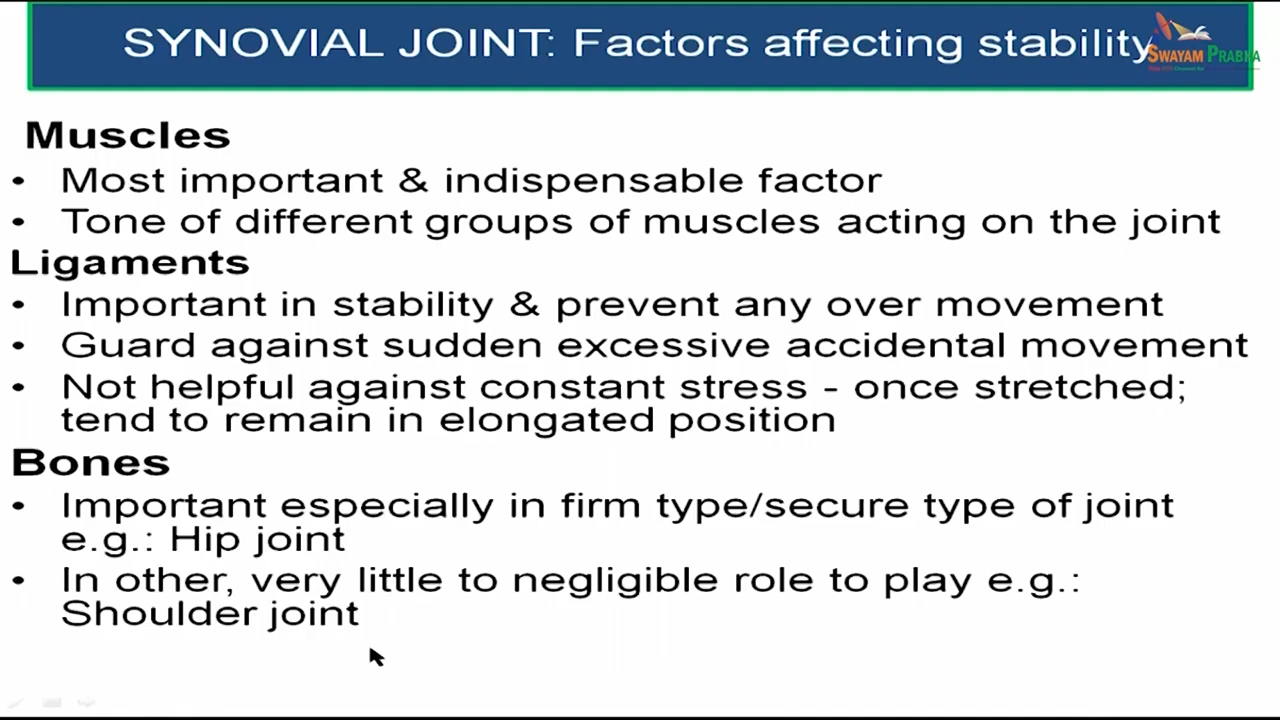 SYNOVIAL JOINT: Factors affecting stability
SWAYAM PRABHA
Muscles
• Most important & indispensable factor
• Tone of different groups of muscles acting on the joint
Ligaments
• Important in stability & prevent any over movement
• Guard against sudden excessive accidental movement
• Not helpful against constant stress - once stretched;
tend to remain in elongated position
Bones
• Important especially in firm type/secure type of joint
e.g.: Hip joint
• In other, very little to negligible role to play e.g.:
Shoulder joint